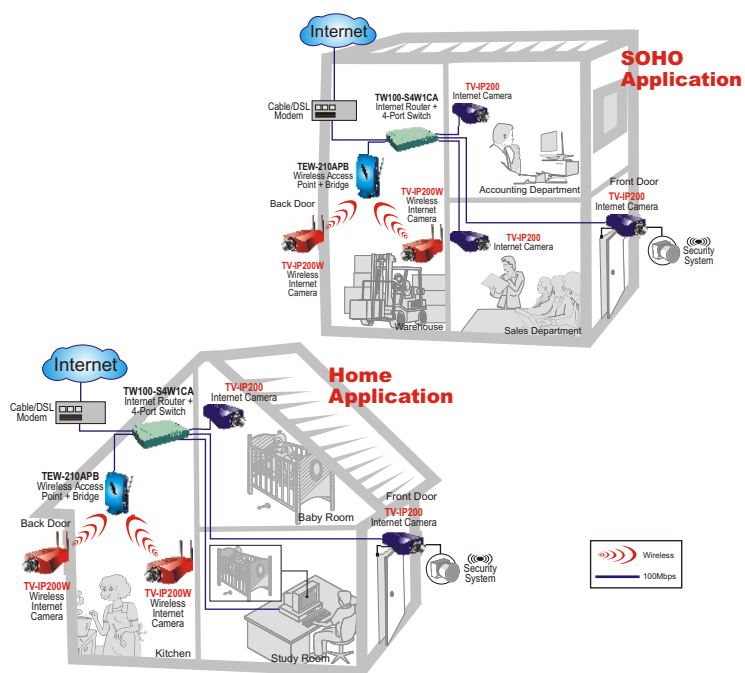 Internet
SOHO
Application
TV-IP200
Internet Camera
TW100-S4W1CA
Internet Router +
4-Port Switch
Cable/DSL
Modem
TEW-210APB
Wireless Access
Point + Bridge
Accounting Department
Front Door
TV-IP200
Internet Camera
Back Door
TV-IP200W
Wireless
Internet
Camera
TV-IP200
Internet Camera
Security
System
TV-IP200W
Wireless
Internet
Camera
Warehouse
Sales Department
Internet
Home
Application
TW100-S4W1CA
Internet Router +
4-Port Switch
TV-IP200
Internet Camera
Cable/DSL
Modem
TEW-210APB
Wireless Access
Point + Bridge
Baby Room
Front Door
TV-IP200
Internet Camera
Back Door
Wireless
100Mbps
Security
System
TV-IP200W
Wireless
Internet
Camera
TV-IP200W
Wireless
Internet
Camera
Kitchen
Study Room